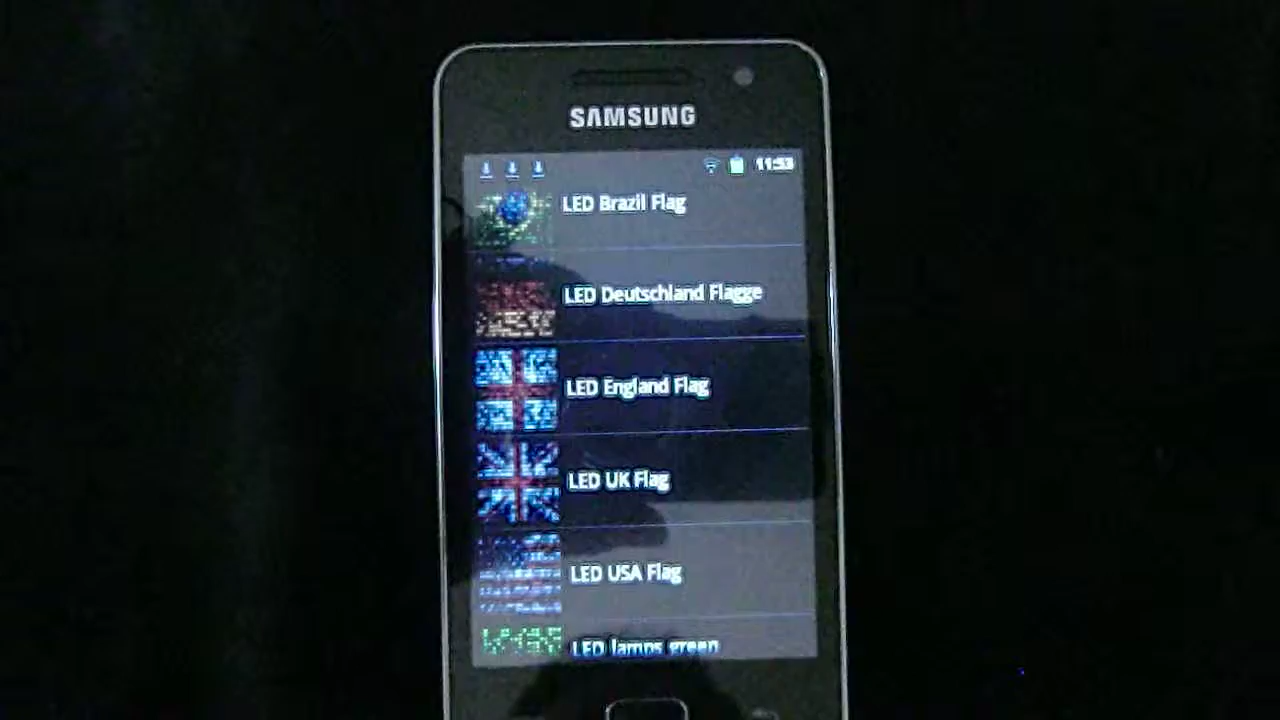 SAMSUNG
11:53
LED Brazil Flag
LED Deutschland Flagge
LED England Flag
LED UK Flag
LED USA Flag
LED lamps green